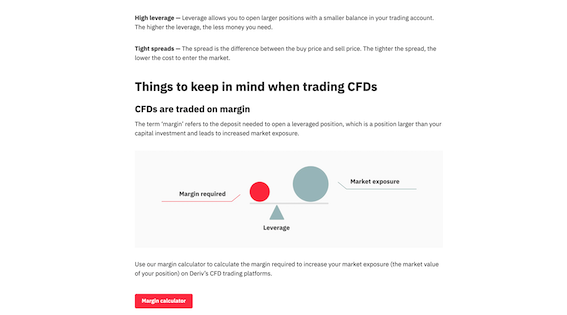 High leverage — Leverage allows you to open larger positions with a smaller balance in your trading account.
The higher the leverage, the less money you need.
Tight spreads — The spread is the difference between the buy price and sell price. The tighter the spread, the
lower the cost to enter the market.
Things to keep in mind when trading CFDs
CFDs are traded on margin
The term 'margin' refers to the deposit needed to open a leveraged position, which is a position larger than your
capital investment and leads to increased market exposure.
Margin required
Market exposure
Leverage
Use our margin calculator to calculate the margin required to increase your market exposure (the market value
of your position) on Deriv's CFD trading platforms.
Margin calculator